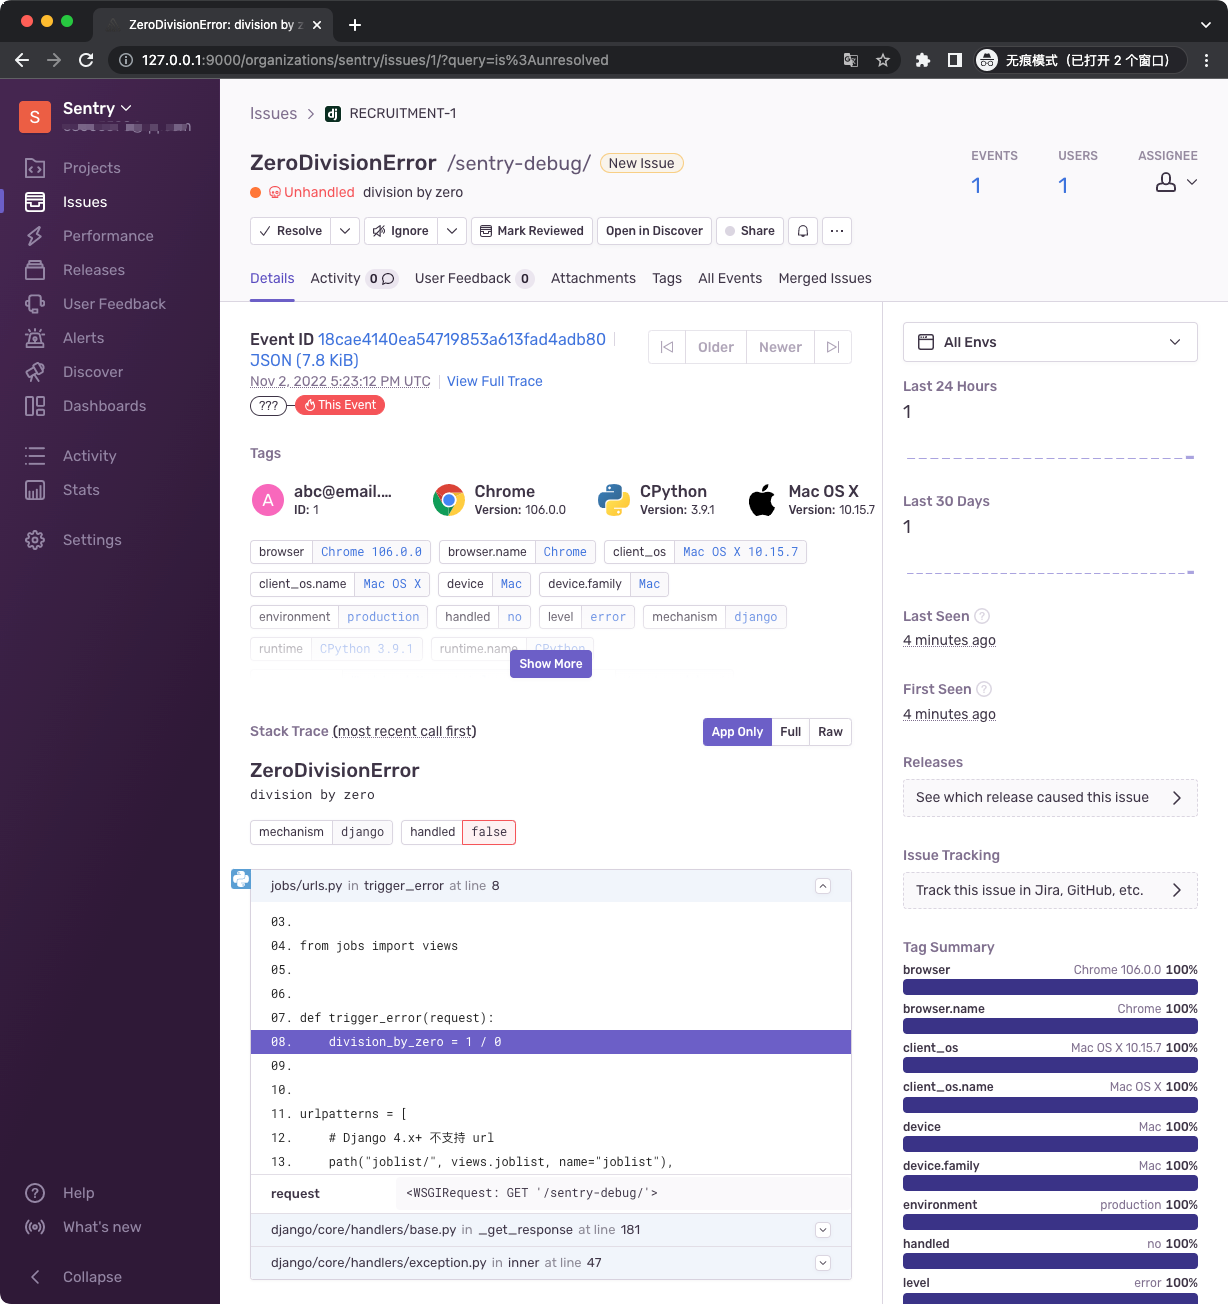 ZeroDivisionError: division by z
127.0.0.1:9000/organizations/sentry/issues/1/?query=is%3Aunresolved
无痕模式（已打开 2 个窗口）
S
Sentry
Projects
Issues
Performance
Releases
User Feedback
Alerts
Discover
Dashboards
Activity
Stats
Settings
Help
What's new
Collapse
Issues > dj RECRUITMENT-1
ZeroDivisionError /sentry-debug/ New Issue
Unhandled division by zero
EVENTS USERS ASSIGNEE
1 1
Resolve Ignore Mark Reviewed Open in Discover Share ...
Details Activity 0 User Feedback 0 Attachments Tags All Events Merged Issues
Event ID 18cae4140ea54719853a613fad4adb80
JSON (7.8 KiB)
Nov 2, 2022 5:23:12 PM UTC View Full Trace
??? This Event
Older Newer
Tags
A abc@email.... Chrome CPython Mac OS X
ID: 1 Version: 106.0.0 Version: 3.9.1 Version: 10.15.7
browser Chrome 106.0.0 browser.name Chrome client_os Mac OS X 10.15.7
client_os.name Mac OS X device Mac device.family Mac
environment production handled no level error mechanism django
runtime CPython 3.9.1 runtime.name CPython
Show More
Stack Trace (most recent call first) App Only Full Raw
ZeroDivisionError
division by zero
mechanism django handled false
jobs/urls.py in trigger_error at line 8
03.
04. from jobs import views
05.
06.
07. def trigger_error(request):
08.     division_by_zero = 1 / 0
09.
10.
11. urlpatterns = [
12.     # Django 4.x+ 不支持 url
13.     path("joblist/", views.joblist, name="joblist"),
request <WSGIRequest: GET '/sentry-debug/'>
django/core/handlers/base.py in _get_response at line 181
django/core/handlers/exception.py in inner at line 47
All Envs
Last 24 Hours
1
Last 30 Days
1
Last Seen ?
4 minutes ago
First Seen ?
4 minutes ago
Releases
See which release caused this issue
Issue Tracking
Track this issue in Jira, GitHub, etc.
Tag Summary
browser Chrome 106.0.0 100%
browser.name Chrome 100%
client_os Mac OS X 10.15.7 100%
client_os.name Mac OS X 100%
device Mac 100%
device.family Mac 100%
environment production 100%
handled no 100%
level error 100%